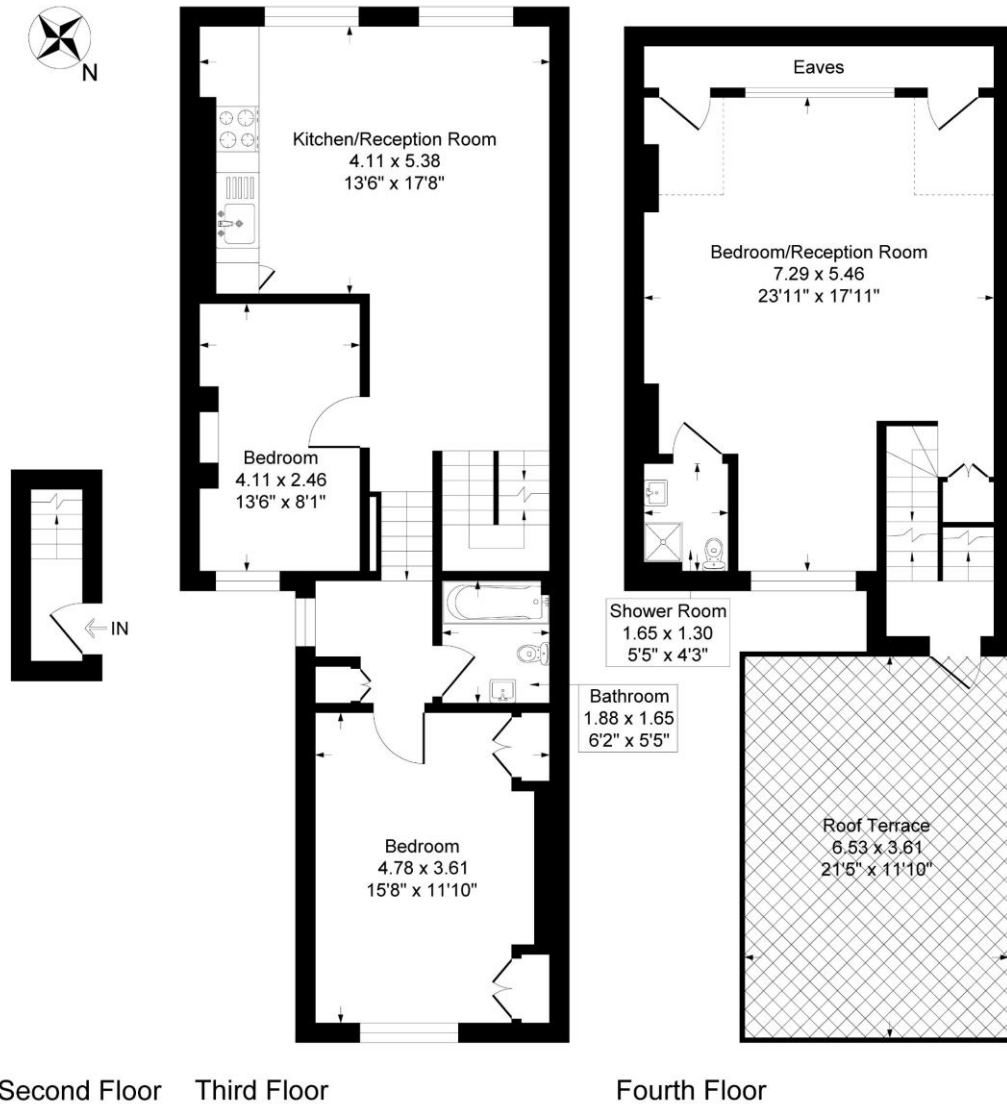 N
Kitchen/Reception Room
4.11 x 5.38
13'6" x 17'8"
Bedroom
4.11 x 2.46
13'6" x 8'1"
IN
Bathroom
1.88 x 1.65
6'2" x 5'5"
Bedroom
4.78 x 3.61
15'8" x 11'10"
Eaves
Bedroom/Reception Room
7.29 x 5.46
23'11" x 17'11"
Shower Room
1.65 x 1.30
5'5" x 4'3"
Roof Terrace
6.53 x 3.61
21'5" x 11'10"
Second Floor
Third Floor
Fourth Floor